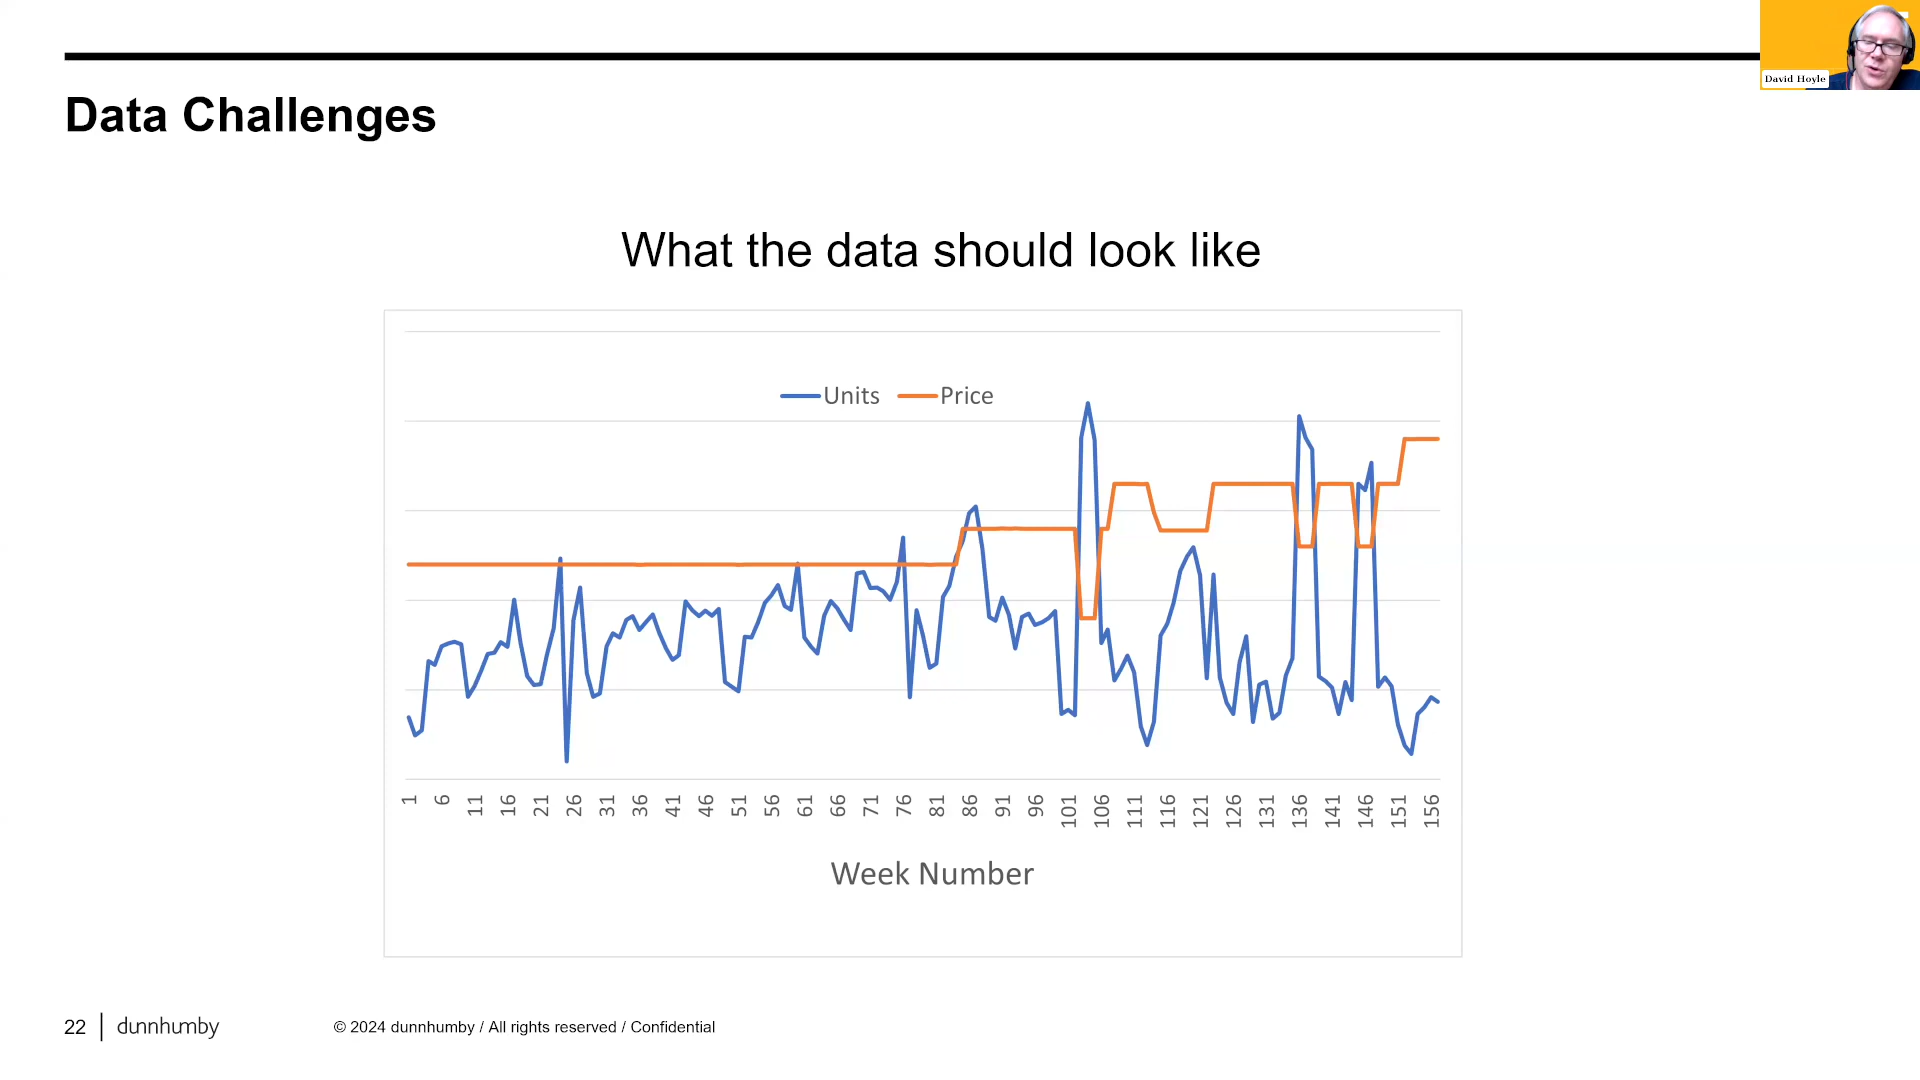 David Hoyle
Data Challenges
What the data should look like
Units Price
1 6 11 16 21 26 31 36 41 46 51 56 61 66 71 76 81 86 91 96 101 106 111 116 121 126 131 136 141 146 151 156
Week Number
22 dunnhumby © 2024 dunnhumby / All rights reserved / Confidential